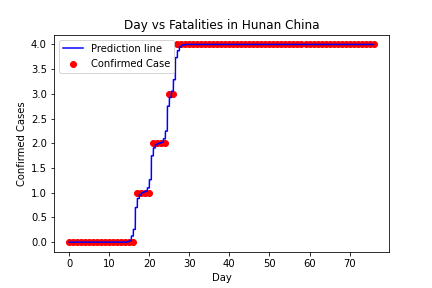 Day vs Fatalities in Hunan China
Prediction line
Confirmed Case
Confirmed Cases
4.0
3.5
3.0
2.5
2.0
1.5
1.0
0.5
0.0
0 10 20 30 40 50 60 70
Day